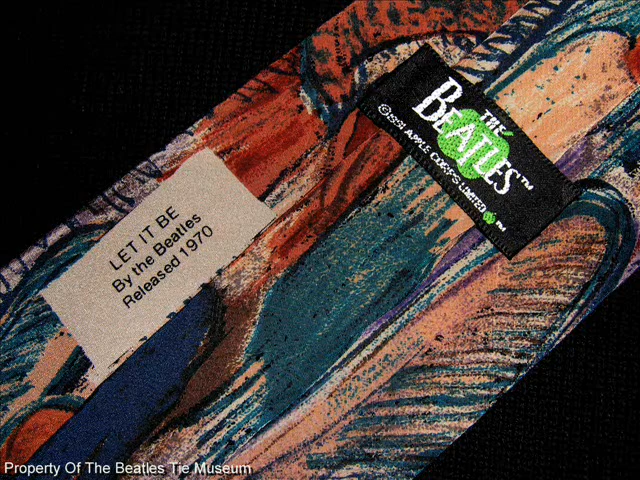 THE
BEATLES™
©1991 APPLE CORPS LIMITED ™
LET IT BE
By the Beatles
Released 1970
Property Of The Beatles Tie Museum